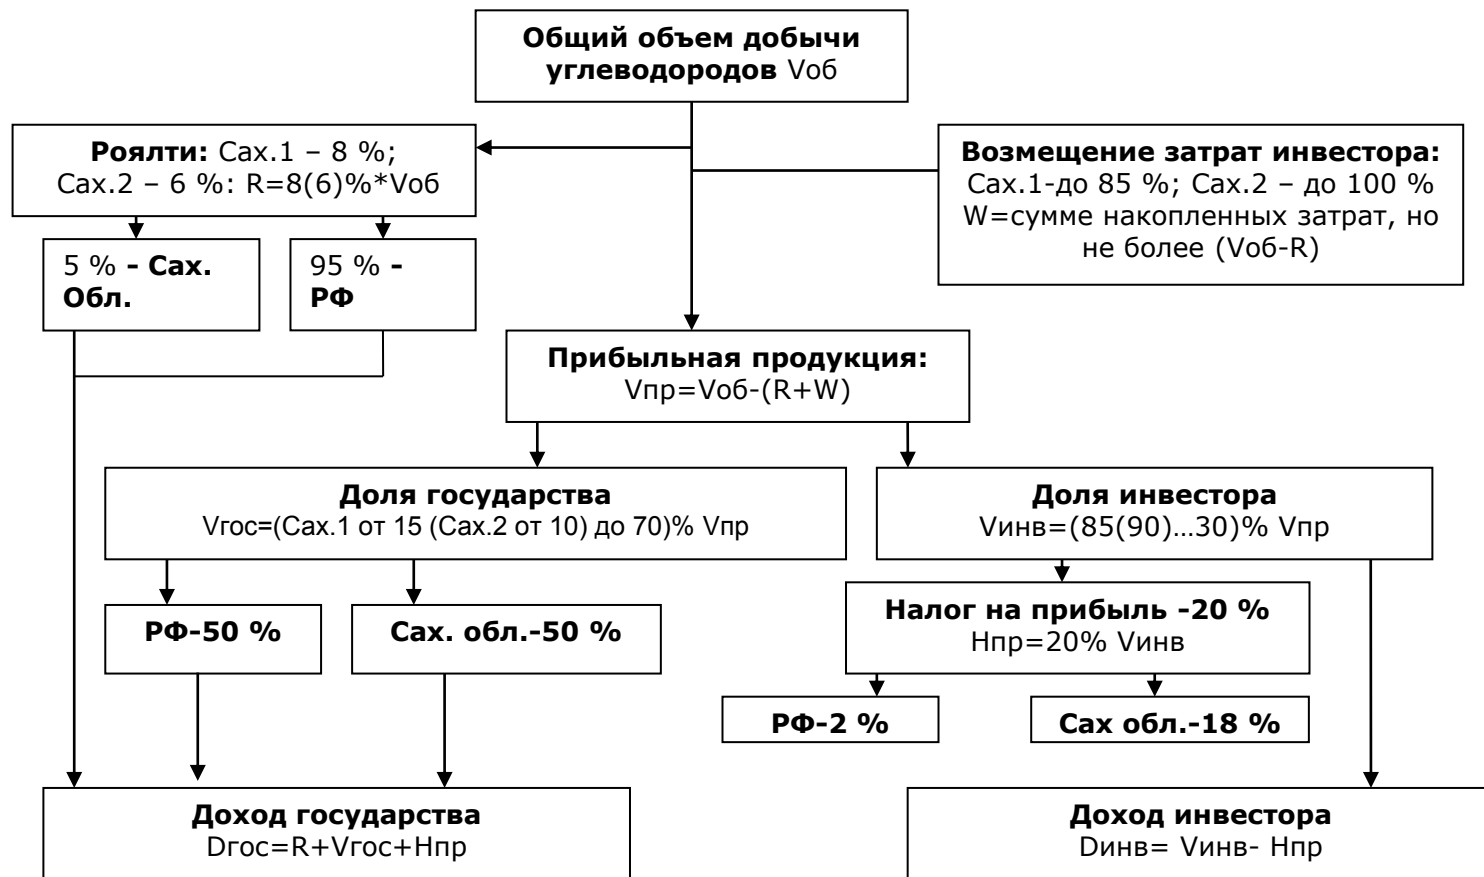 Общий объем добычи
углеводородов Vоб
Роялти: Сах.1 – 8 %;
Сах.2 – 6 %: R=8(6)%*Vоб
Возмещение затрат инвестора:
Сах.1-до 85 %; Сах.2 – до 100 %
W=сумме накопленных затрат, но
не более (Vоб-R)
5 % - Сах.
Обл.
95 % -
РФ
Прибыльная продукция:
Vпр=Vоб-(R+W)
Доля государства
Vгос=(Сах.1 от 15 (Сах.2 от 10) до 70)% Vпр
Доля инвестора
Vинв=(85(90)…30)% Vпр
РФ-50 %
Сах. обл.-50 %
Налог на прибыль -20 %
Нпр=20% Vинв
РФ-2 %
Сах обл.-18 %
Доход государства
Dгос=R+Vгос+Нпр
Доход инвестора
Dинв= Vинв- Нпр